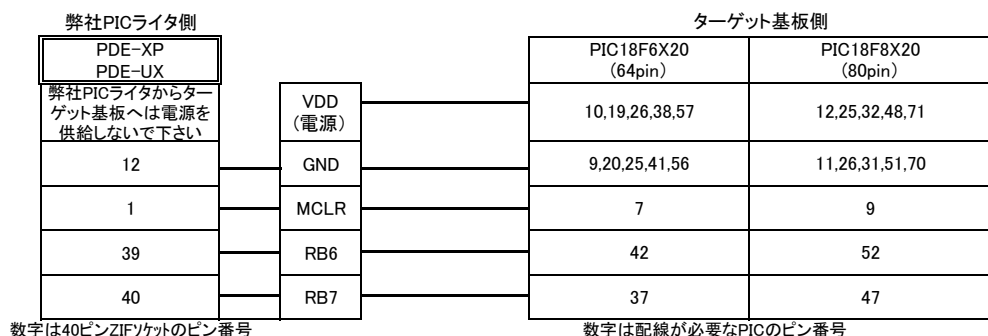 弊社PICライタ側
ターゲット基板側
PDE-XP
PDE-UX
PIC18F6X20
(64pin)
PIC18F8X20
(80pin)
弊社PICライタからター
ゲット基板へは電源を
供給しないで下さい
VDD
(電源)
10,19,26,38,57
12,25,32,48,71
12
GND
9,20,25,41,56
11,26,31,51,70
1
MCLR
7
9
39
RB6
42
52
40
RB7
37
47
数字は40ピンZIFソケットのピン番号
数字は配線が必要なPICのピン番号